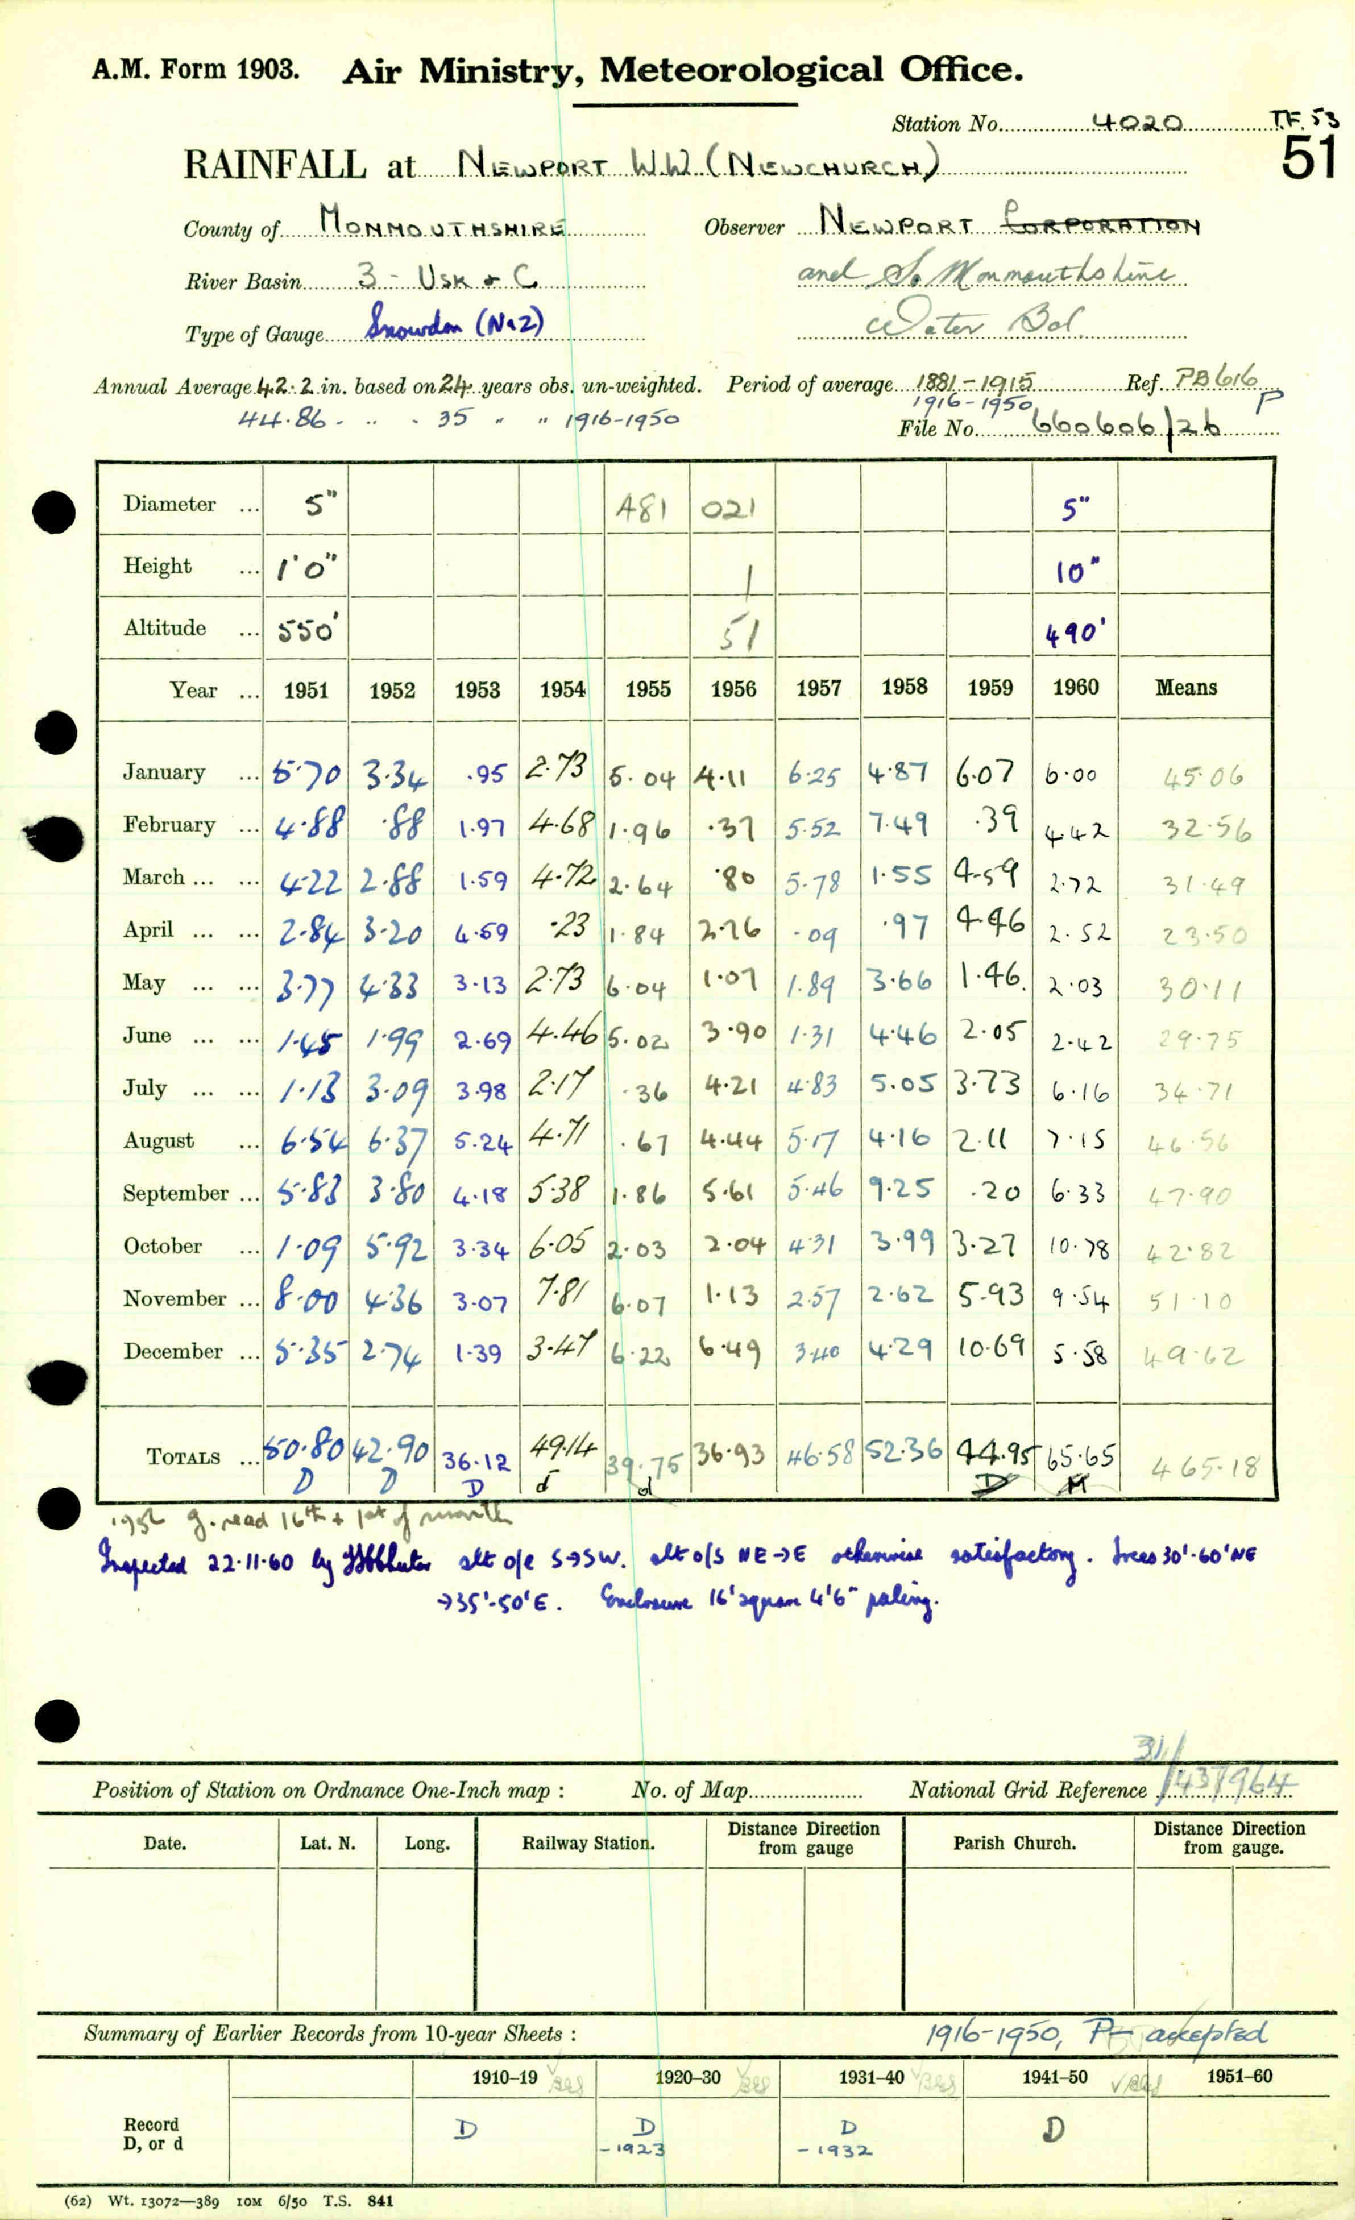 A.M. Form 1903. Air Ministry, Meteorological Office.
Station No. 4020 T.F. 53
51
RAINFALL at NEWPORT W.W. (NEWCHURCH)
County of MONMOUTHSHIRE Observer NEWPORT CORPORATION
River Basin 3 - USK & C and S. Monmouthshire
Type of Gauge Snowdon (No2) Water Bd
Annual Average 42.2 in. based on 24 years obs. un-weighted. Period of average 1881-1915 Ref. PB616
1916-1950 P
44.86 - " . 35 " " 1916-1950 File No. 660606/26
Diameter ... 5" A81 021 5"
Height ... 1'0" 1 10"
Altitude ... 550' 51 490'
Year ... 1951 1952 1953 1954 1955 1956 1957 1958 1959 1960 Means
January ... 5.70 3.34 .95 2.73 5.04 4.11 6.25 4.87 6.07 6.00 45.06
February ... 4.88 .88 1.97 4.68 1.96 .37 5.52 7.49 .39 4.42 32.56
March ... ... 4.22 2.88 1.59 4.72 2.64 .80 5.78 1.55 4.59 2.72 31.49
April ... ... 2.84 3.20 4.59 .23 1.84 2.76 .09 .97 4.46 2.52 23.50
May ... ... 3.77 4.33 3.13 2.73 6.04 1.07 1.89 3.66 1.46 2.03 30.11
June ... ... 1.45 1.99 2.69 4.46 5.02 3.90 1.31 4.46 2.05 2.42 29.75
July ... ... 1.13 3.09 3.98 2.17 .36 4.21 4.83 5.05 3.73 6.16 34.71
August ... 6.54 6.37 5.24 4.71 .67 4.44 5.17 4.16 2.11 7.15 46.56
September ... 5.83 3.80 4.18 5.38 1.86 5.61 5.46 9.25 .20 6.33 47.90
October ... 1.09 5.92 3.34 6.05 2.03 2.04 4.31 3.99 3.27 10.78 42.82
November ... 8.00 4.36 3.07 7.81 6.07 1.13 2.57 2.62 5.93 9.54 51.10
December ... 5.35 2.74 1.39 3.47 6.22 6.49 3.40 4.29 10.69 5.58 49.62
TOTALS ... 50.80 42.90 36.12 49.14 39.75 36.93 46.58 52.36 44.95 65.65 465.18
D D D d d D M
1956 g. read 16th + 1st of month
Inspected 22.11.60 by alt o/e S→SW. alt o/s NE→E otherwise satisfactory. Trees 30'-60' NE
→35'-50' E. Enclosure 16' square 4'6" paling.
Position of Station on Ordnance One-Inch map : No. of Map National Grid Reference 31/437964
Date. Lat. N. Long. Railway Station. Distance from Direction gauge Parish Church. Distance from Direction gauge.
Summary of Earlier Records from 10-year Sheets : 1916-1950, P- accepted
1910–19 1920–30 1931–40 1941–50 1951–60
Record
D, or d D D D D
-1923 -1932
(62) Wt. 13072—389 10M 6/50 T.S. 841